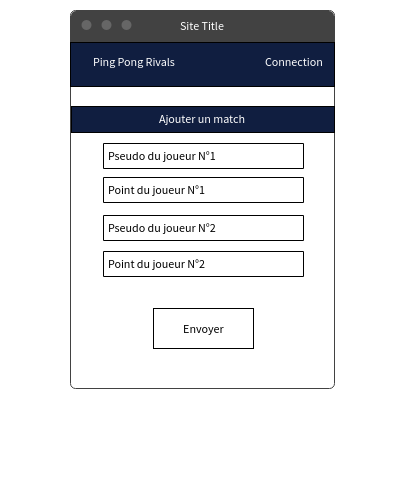 Site Title
Ping Pong Rivals Connection
Ajouter un match
Pseudo du joueur N°1
Point du joueur N°1
Pseudo du joueur N°2
Point du joueur N°2
Envoyer